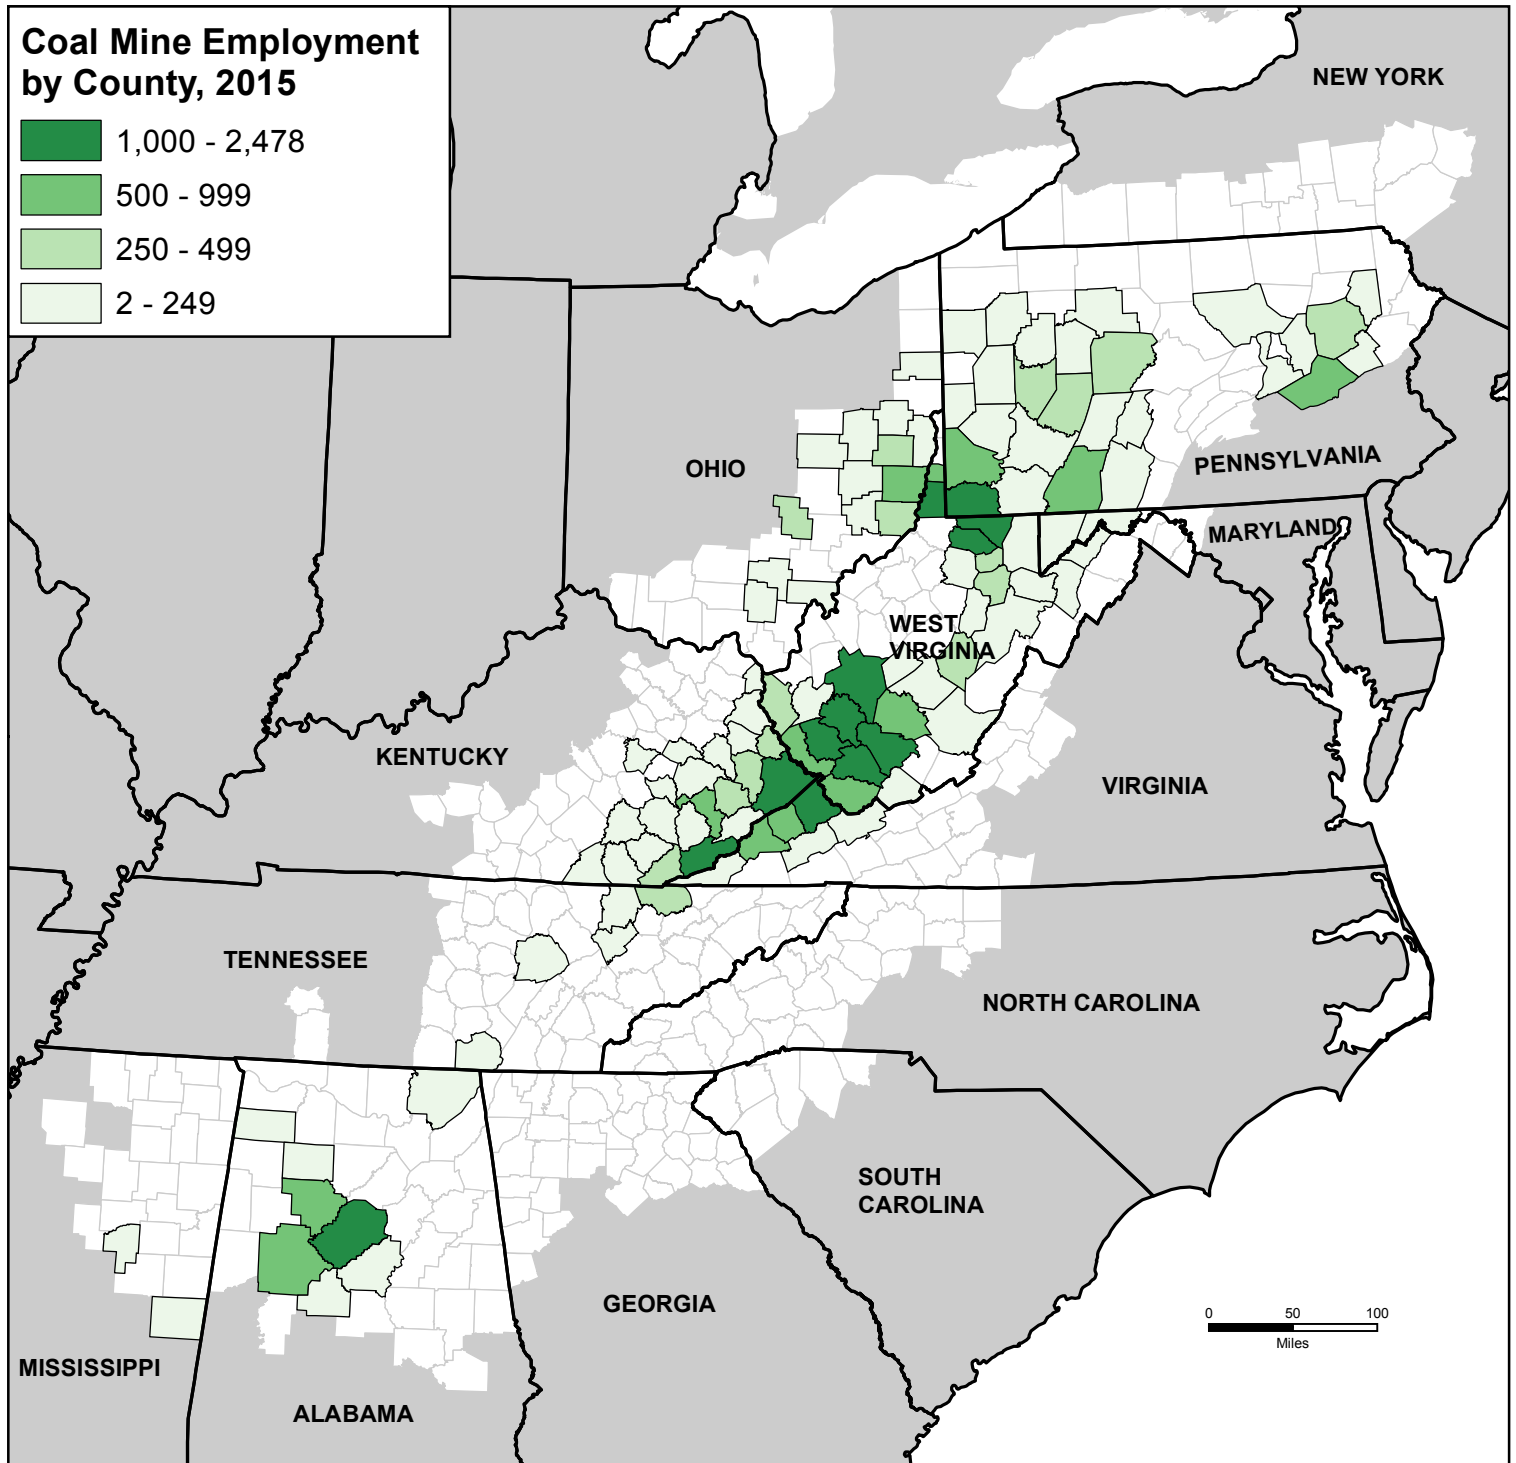 Coal Mine Employment
by County, 2015
1,000 - 2,478
500 - 999
250 - 499
2 - 249
NEW YORK
OHIO
PENNSYLVANIA
MARYLAND
WEST
VIRGINIA
KENTUCKY
VIRGINIA
TENNESSEE
NORTH CAROLINA
SOUTH
CAROLINA
GEORGIA
0 50 100
Miles
MISSISSIPPI
ALABAMA